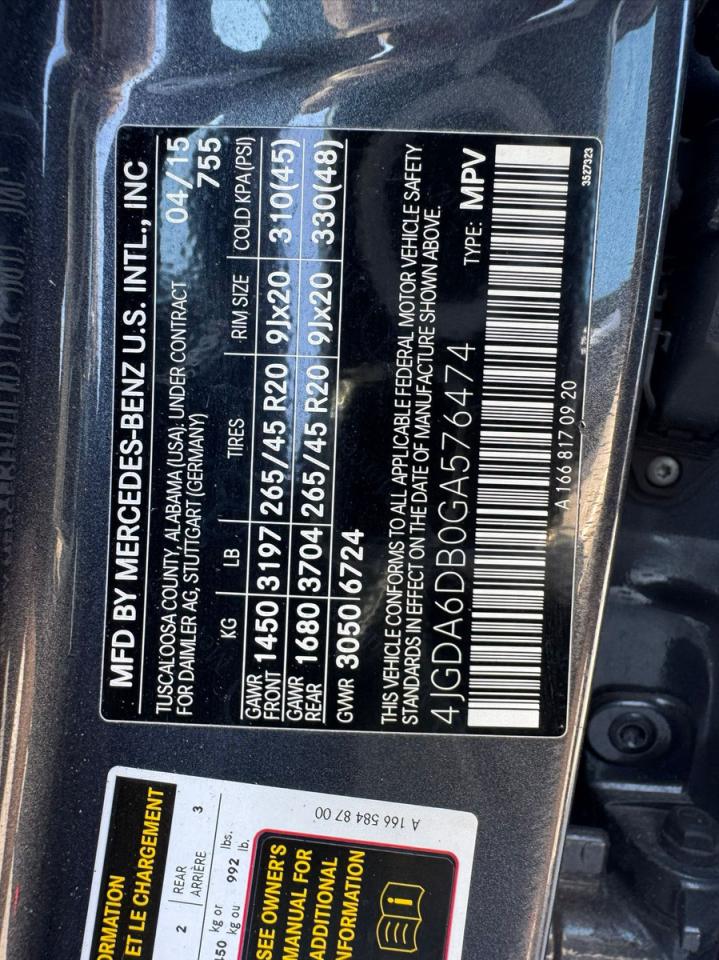 MFD BY MERCEDES-BENZ U.S. INTL., INC
TUSCALOOSA COUNTY, ALABAMA (USA): UNDER CONTRACT 04/15
FOR DAIMLER AG, STUTTGART (GERMANY) 755
KG LB TIRES RIM SIZE COLD KPA(PSI)
GAWR FRONT 1450 3197 265/45 R20 9Jx20 310(45)
GAWR REAR 1680 3704 265/45 R20 9Jx20 330(48)
GVWR 3050 6724
THIS VEHICLE CONFORMS TO ALL APPLICABLE FEDERAL MOTOR VEHICLE SAFETY
STANDARDS IN EFFECT ON THE DATE OF MANUFACTURE SHOWN ABOVE.
4JGDA6DB0GA576474 TYPE: MPV
A 166 817 09 20 3527323
ORMATION
ET LE CHARGEMENT
2 REAR ARRIÈRE 3
450 kg or 992 lbs.
kg ou lb.
SEE OWNER'S
MANUAL FOR
ADDITIONAL
INFORMATION
A 166 584 87 00